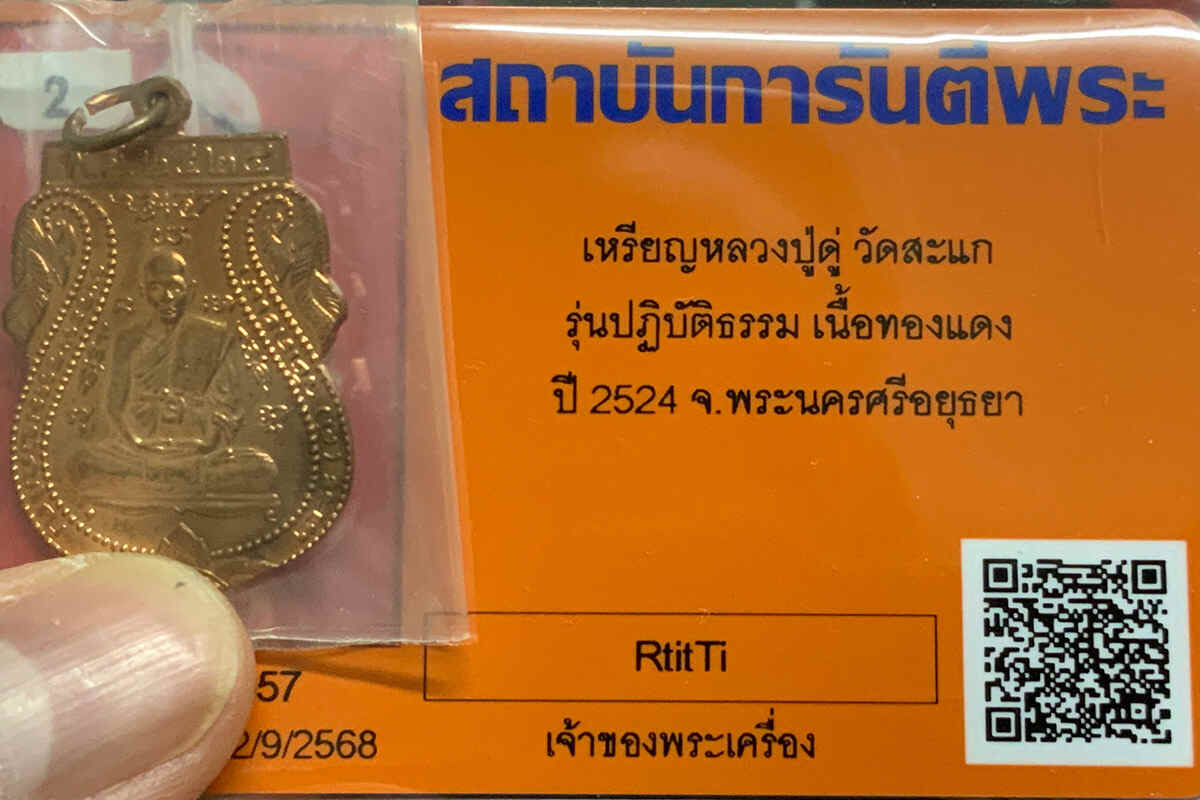 สถาบันการันตีพระ
2
เหรียญหลวงปู่ดู่ วัดสะแก
รุ่นปฏิบัติธรรม เนื้อทองแดง
ปี 2524 จ.พระนครศรีอยุธยา
RtitTi
57
2/9/2568
เจ้าของพระเครื่อง